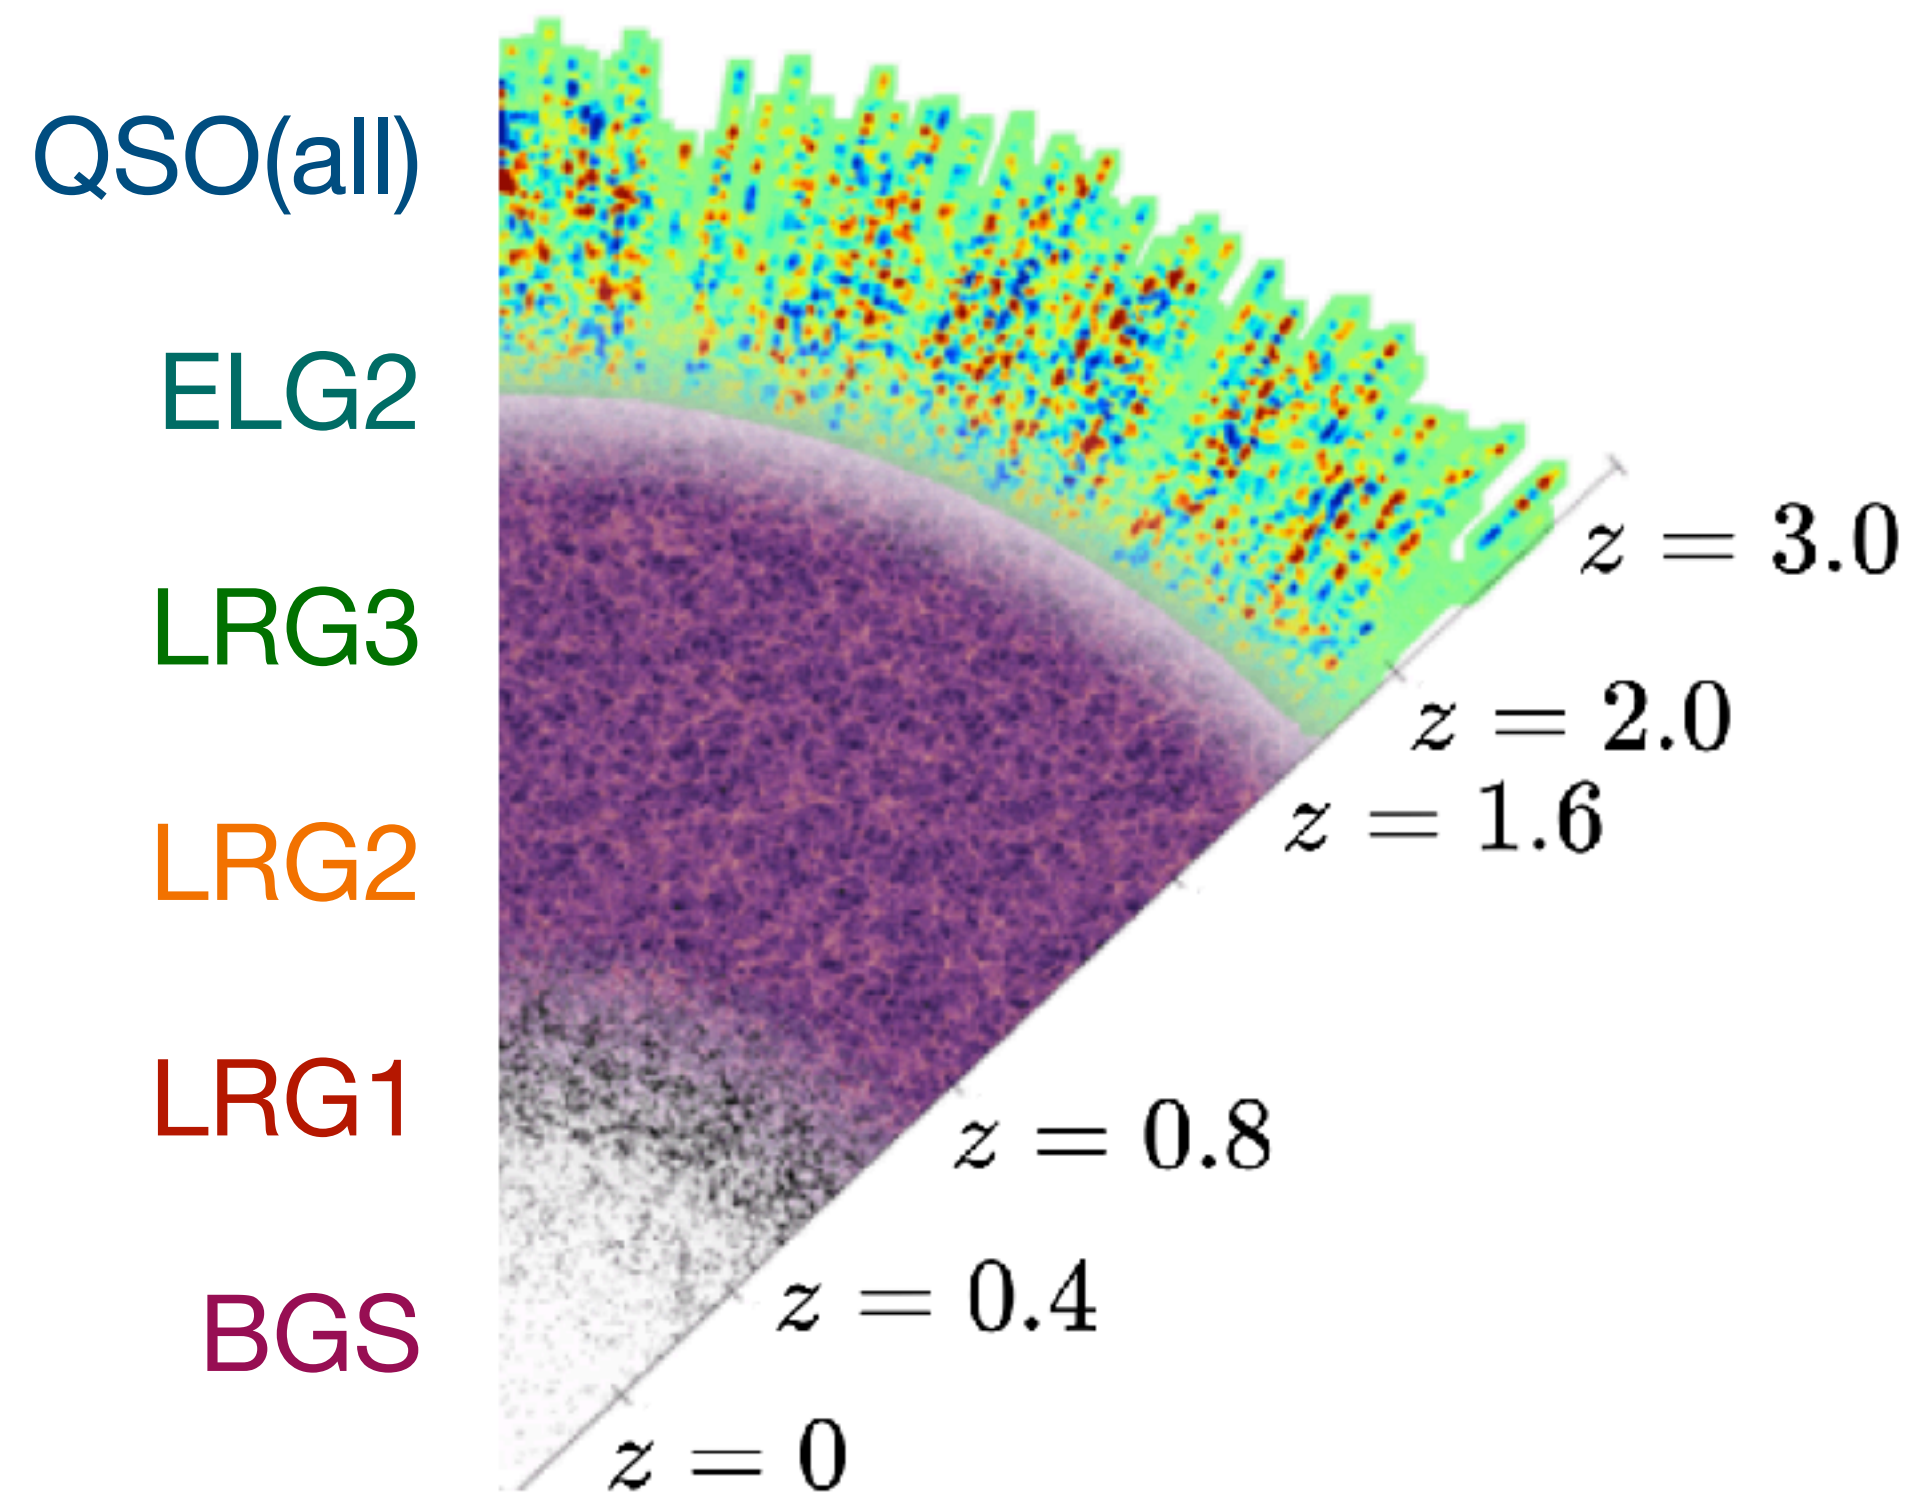 QSO(all)
ELG2
LRG3
LRG2
LRG1
BGS
z = 3.0
z = 2.0
z = 1.6
z = 0.8
z = 0.4
z = 0